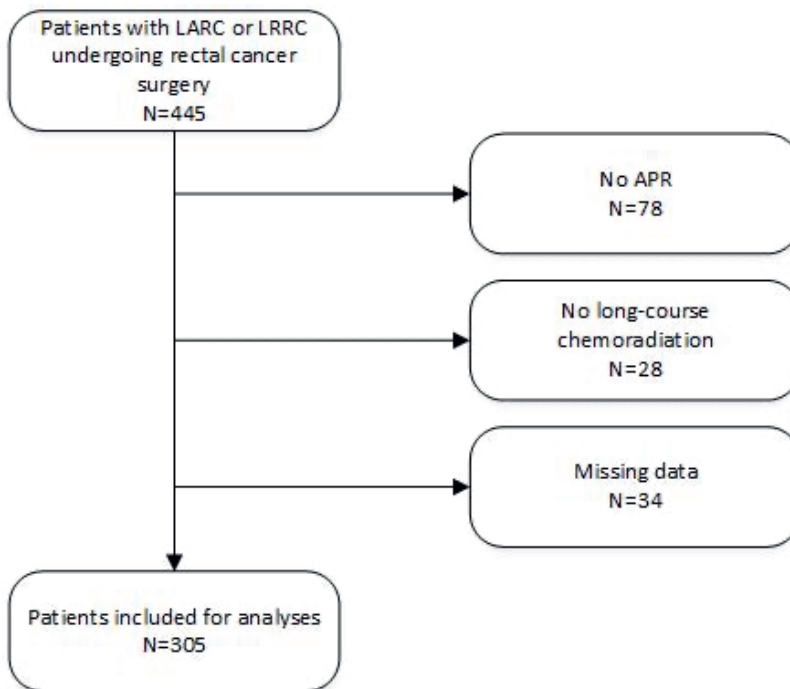 Patients with LARC or LRRC
undergoing rectal cancer
surgery
N=445
No APR
N=78
No long-course
chemoradiation
N=28
Missing data
N=34
Patients included for analyses
N=305